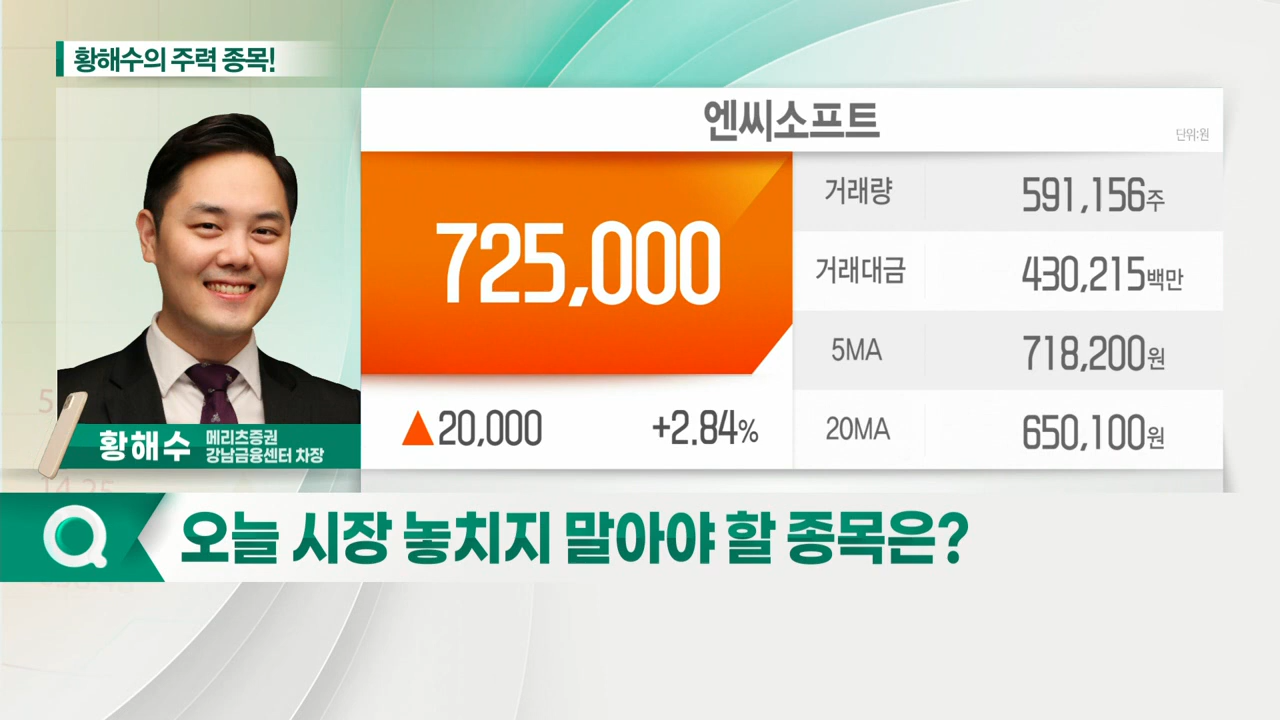 황해수의 주력 종목!
엔씨소프트
단위:원
725,000
▲20,000 +2.84%
거래량 591,156주
거래대금 430,215백만
5MA 718,200원
20MA 650,100원
황해수
메리츠증권
강남금융센터 차장
오늘 시장 놓치지 말아야 할 종목은?